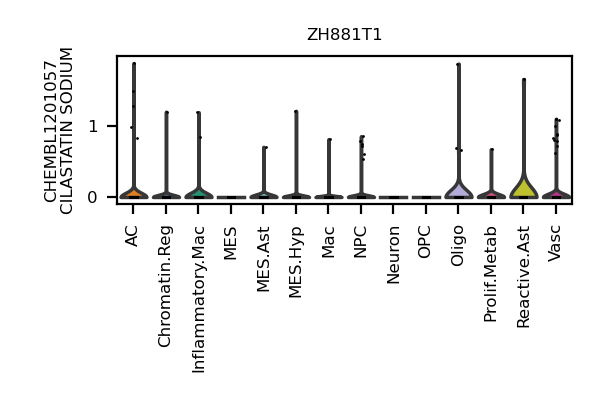 ZH881T1
CHEMBL1201057
CILASTATIN SODIUM
1
0
AC
Chromatin.Reg
Inflammatory.Mac
MES
MES.Ast
MES.Hyp
Mac
NPC
Neuron
OPC
Oligo
Prolif.Metab
Reactive.Ast
Vasc